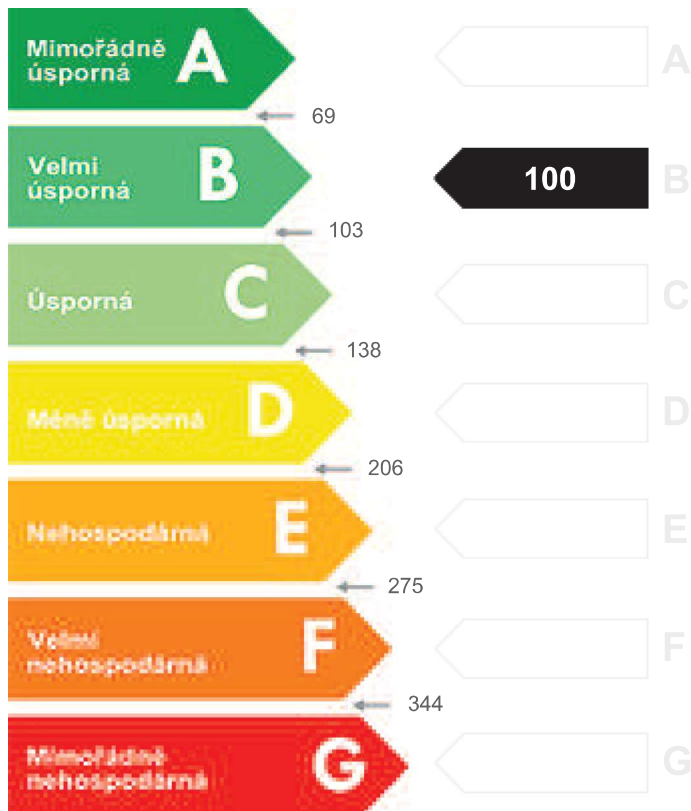 Mimořádně
úsporná
A
A
69
Velmi
úsporná
B
100
B
103
Úsporná
C
C
138
Méně úsporná
D
D
206
Nehospodárná
E
E
275
Velmi
nehospodárná
F
F
344
Mimořádně
nehospodárná
G
G